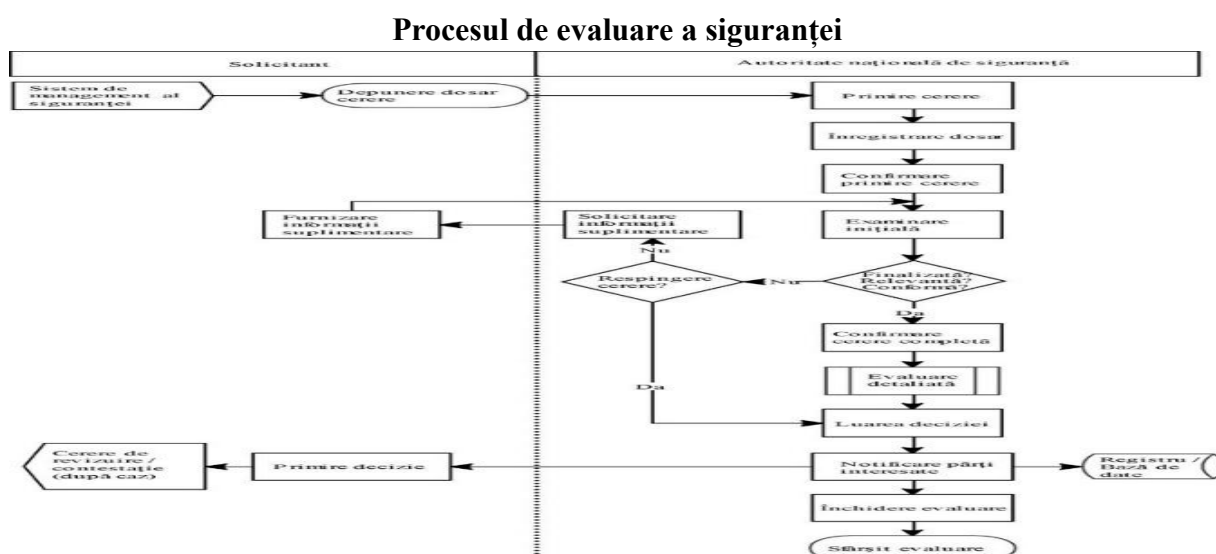 Procesul de evaluare a siguranței
Solicitant
Autoritate națională de siguranță
Sistem de
management al
siguranței
Depunere dosar
cerere
Primire cerere
Înregistrare dosar
Confirmare
primire cerere
Furnizare
informații
suplimentare
Solicitare
informații
suplimentare
Examinare
inițială
Nu
Respingere
cerere?
Nu
Finalizată?
Relevantă?
Conformă?
Da
Confirmare
cerere completă
Evaluare
detaliată
Da
Luarea deciziei
Cerere de
revizuire /
contestație
(după caz)
Primire decizie
Notificare părți
interesate
Registru /
Bază de
date
Închidere evaluare
Sfârșit evaluare